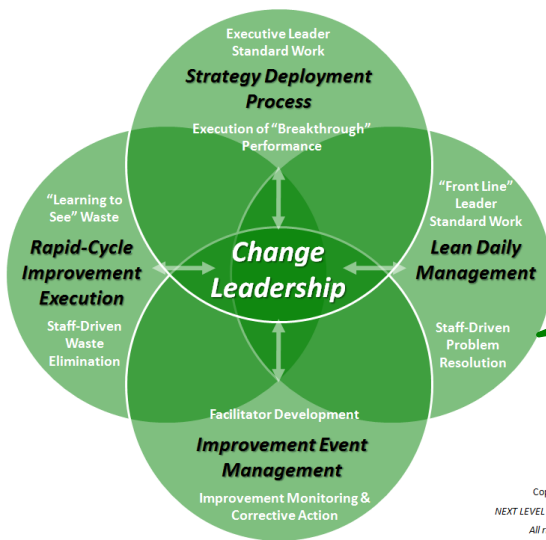 Executive Leader
Standard Work
Strategy Deployment
Process
Execution of “Breakthrough”
Performance
“Learning to
See” Waste
Rapid-Cycle
Improvement
Execution
Staff-Driven
Waste
Elimination
Change
Leadership
“Front Line”
Leader
Standard Work
Lean Daily
Management
Staff-Driven
Problem
Resolution
Facilitator Development
Improvement Event
Management
Improvement Monitoring &
Corrective Action
NEXT LEVEL
All